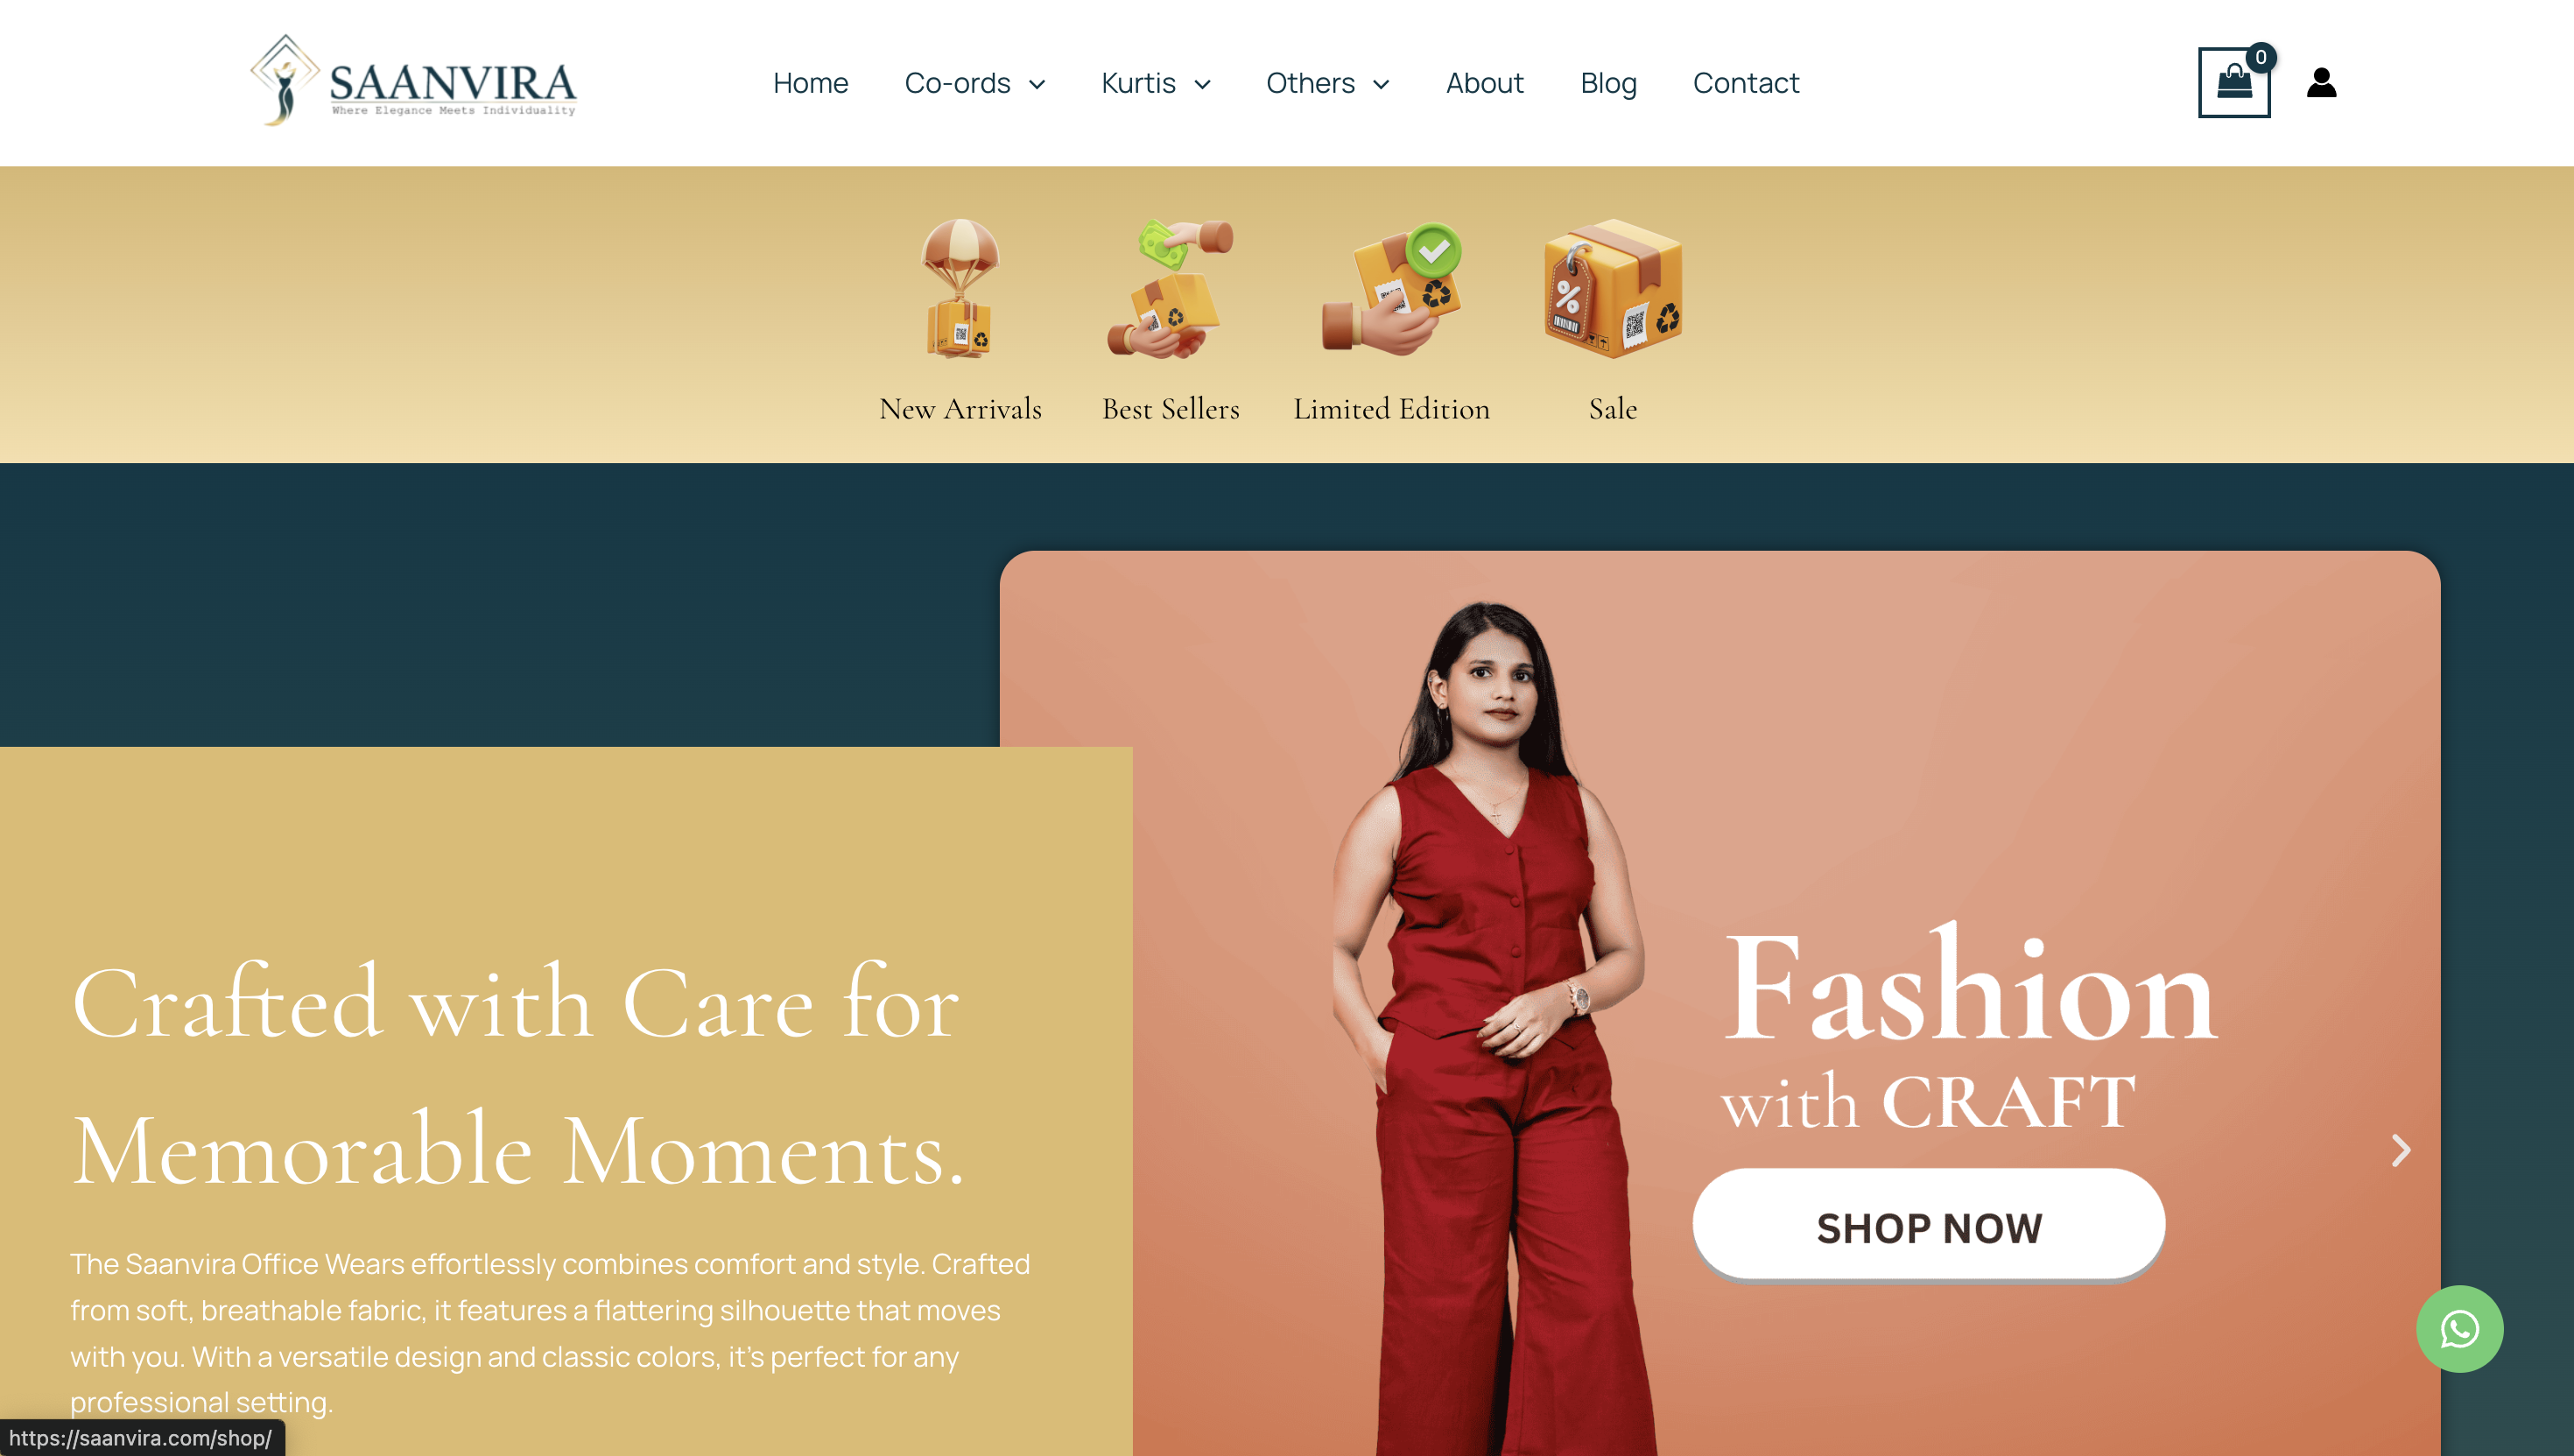 SAANVIRA
Where Elegance Meets Individuality
Home Co-ords Kurtis Others About Blog Contact
0
New Arrivals Best Sellers Limited Edition Sale
%
Fashion
with CRAFT
SHOP NOW
Crafted with Care for
Memorable Moments.
The Saanvira Office Wears effortlessly combines comfort and style. Crafted
from soft, breathable fabric, it features a flattering silhouette that moves
with you. With a versatile design and classic colors, it's perfect for any
professional setting.
https://saanvira.com/shop/